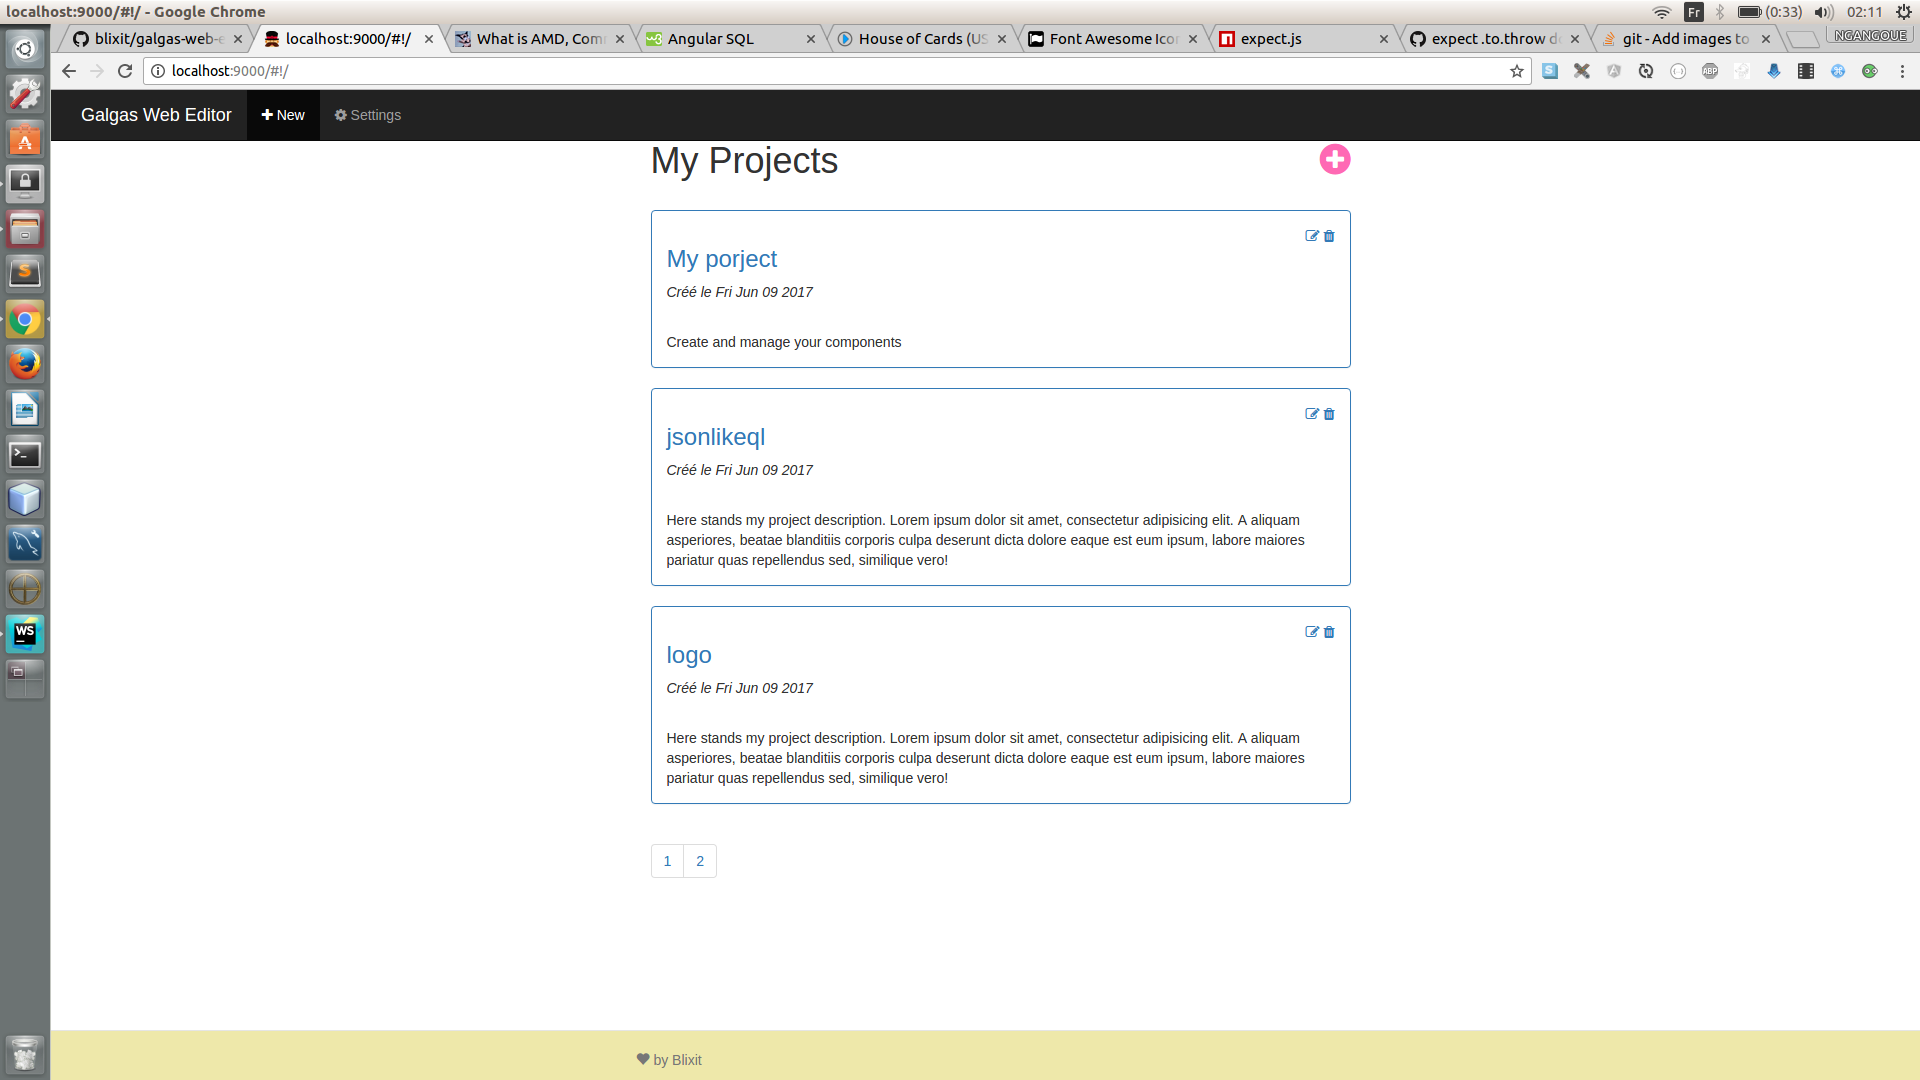 localhost:9000/#!/ - Google Chrome
Fr
(0:33)
02:11
blixit/galgas-web-e
localhost:9000/#!/
What is AMD, Com
Angular SQL
House of Cards (US
Font Awesome Icon
expect.js
expect .to.throw do
git - Add images to
NGANGOUE
localhost:9000/#!/
ABP
Galgas Web Editor
New
Settings
My Projects
My porject
Créé le Fri Jun 09 2017
Create and manage your components
jsonlikeql
Créé le Fri Jun 09 2017
Here stands my project description. Lorem ipsum dolor sit amet, consectetur adipisicing elit. A aliquam
asperiores, beatae blanditiis corporis culpa deserunt dicta dolore eaque est eum ipsum, labore maiores
pariatur quas repellendus sed, similique vero!
logo
Créé le Fri Jun 09 2017
Here stands my project description. Lorem ipsum dolor sit amet, consectetur adipisicing elit. A aliquam
asperiores, beatae blanditiis corporis culpa deserunt dicta dolore eaque est eum ipsum, labore maiores
pariatur quas repellendus sed, similique vero!
1 2
WS
by Blixit